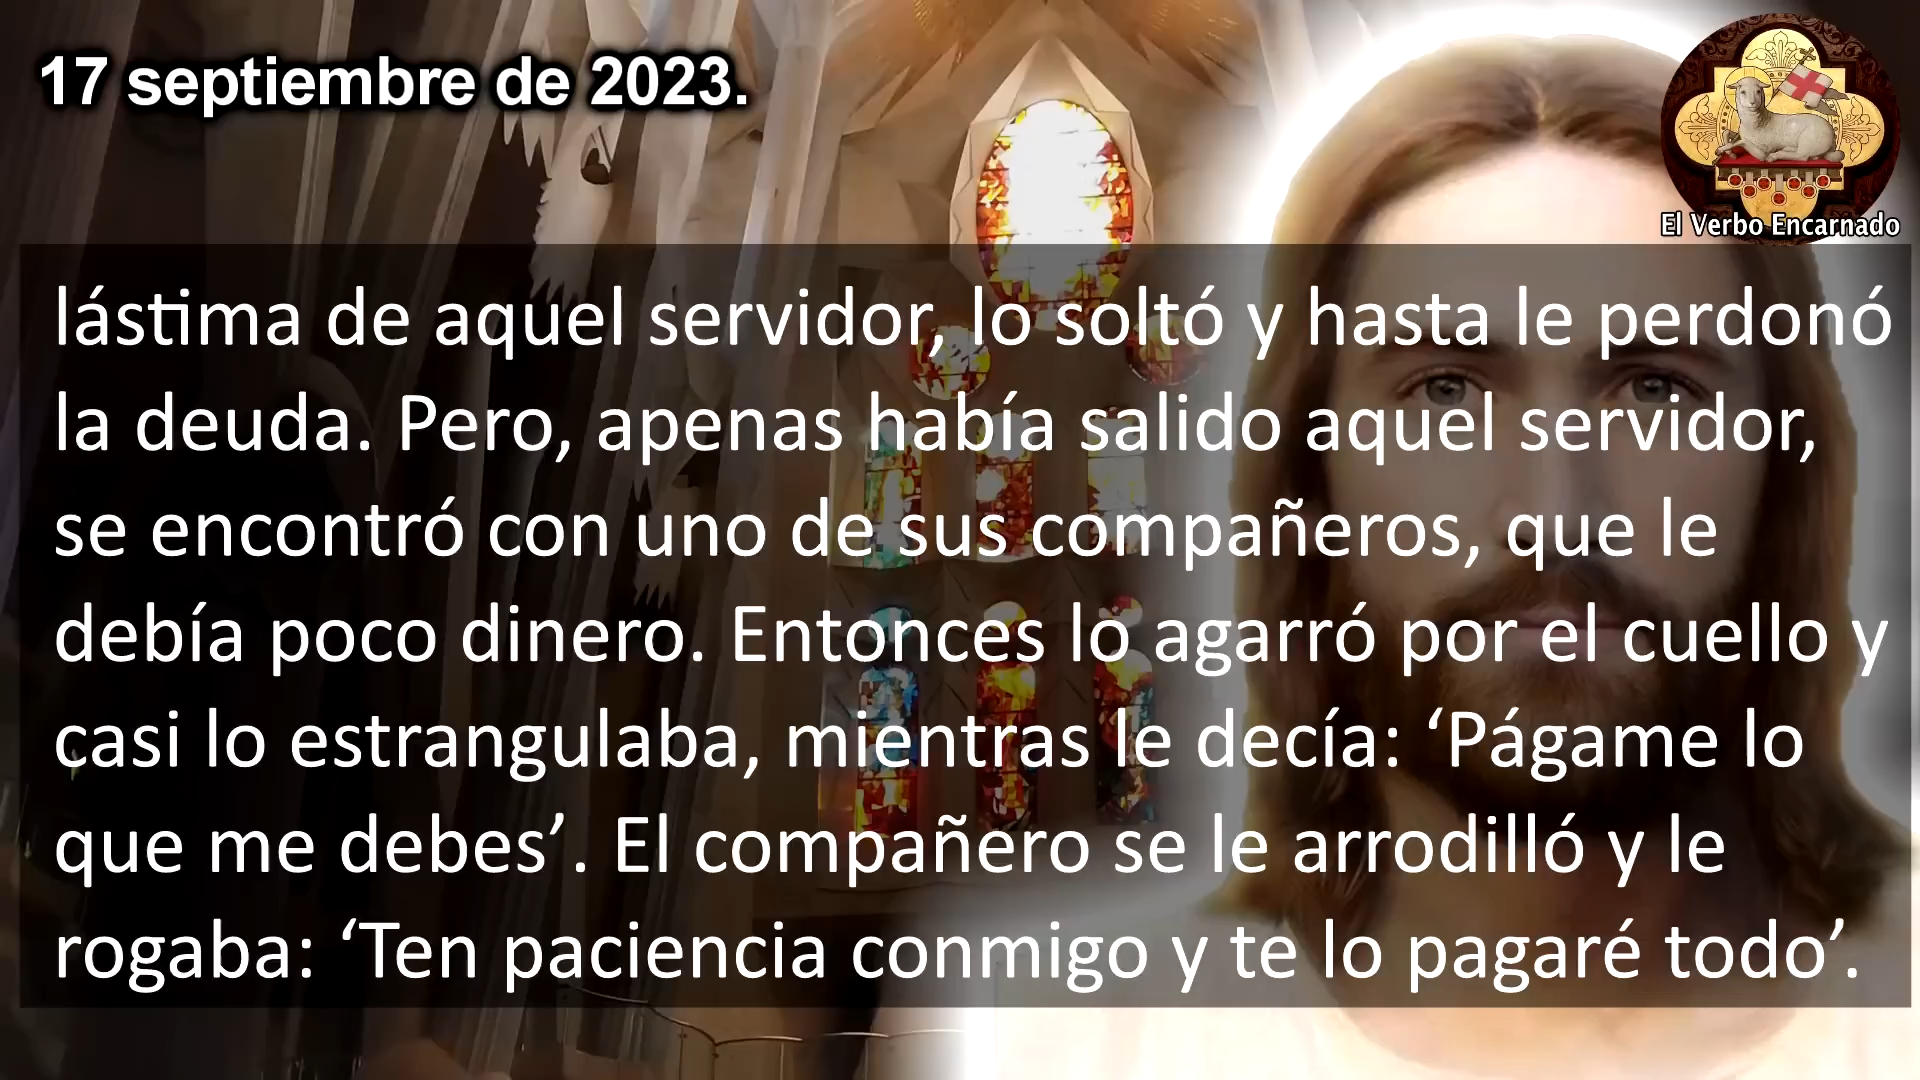 17 septiembre de 2023.
El Verbo Encarnado
lástima de aquel servidor, lo soltó y hasta le perdonó
la deuda. Pero, apenas había salido aquel servidor,
se encontró con uno de sus compañeros, que le
debía poco dinero. Entonces lo agarró por el cuello y
casi lo estrangulaba, mientras le decía: ‘Págame lo
que me debes’. El compañero se le arrodilló y le
rogaba: ‘Ten paciencia conmigo y te lo pagaré todo’.